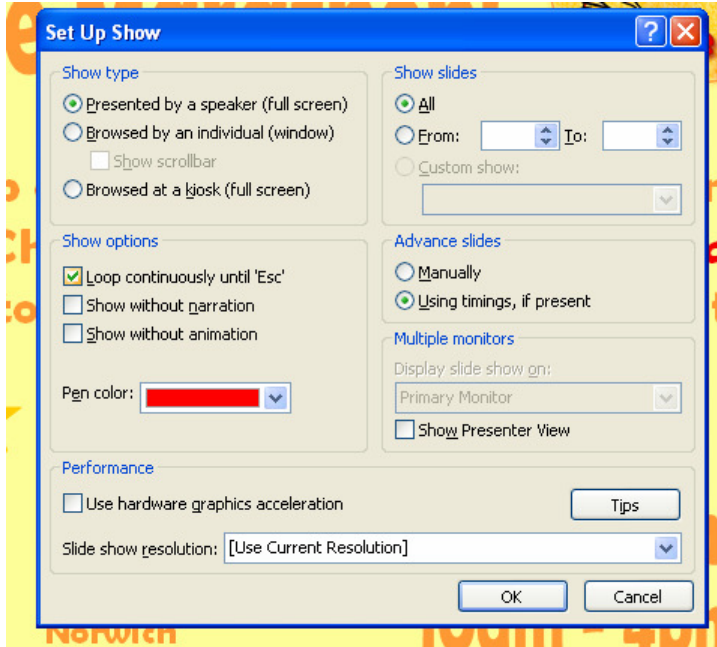 Set Up Show
Show type
Presented by a speaker (full screen)
Browsed by an individual (window)
Show scrollbar
Browsed at a kiosk (full screen)
Show slides
All
From: To:
Custom show:
Show options
Loop continuously until 'Esc'
Show without narration
Show without animation
Pen color:
Advance slides
Manually
Using timings, if present
Multiple monitors
Display slide show on:
Primary Monitor
Show Presenter View
Performance
Use hardware graphics acceleration
Tips
Slide show resolution: [Use Current Resolution]
OK Cancel
Norwich 10am - 4pm